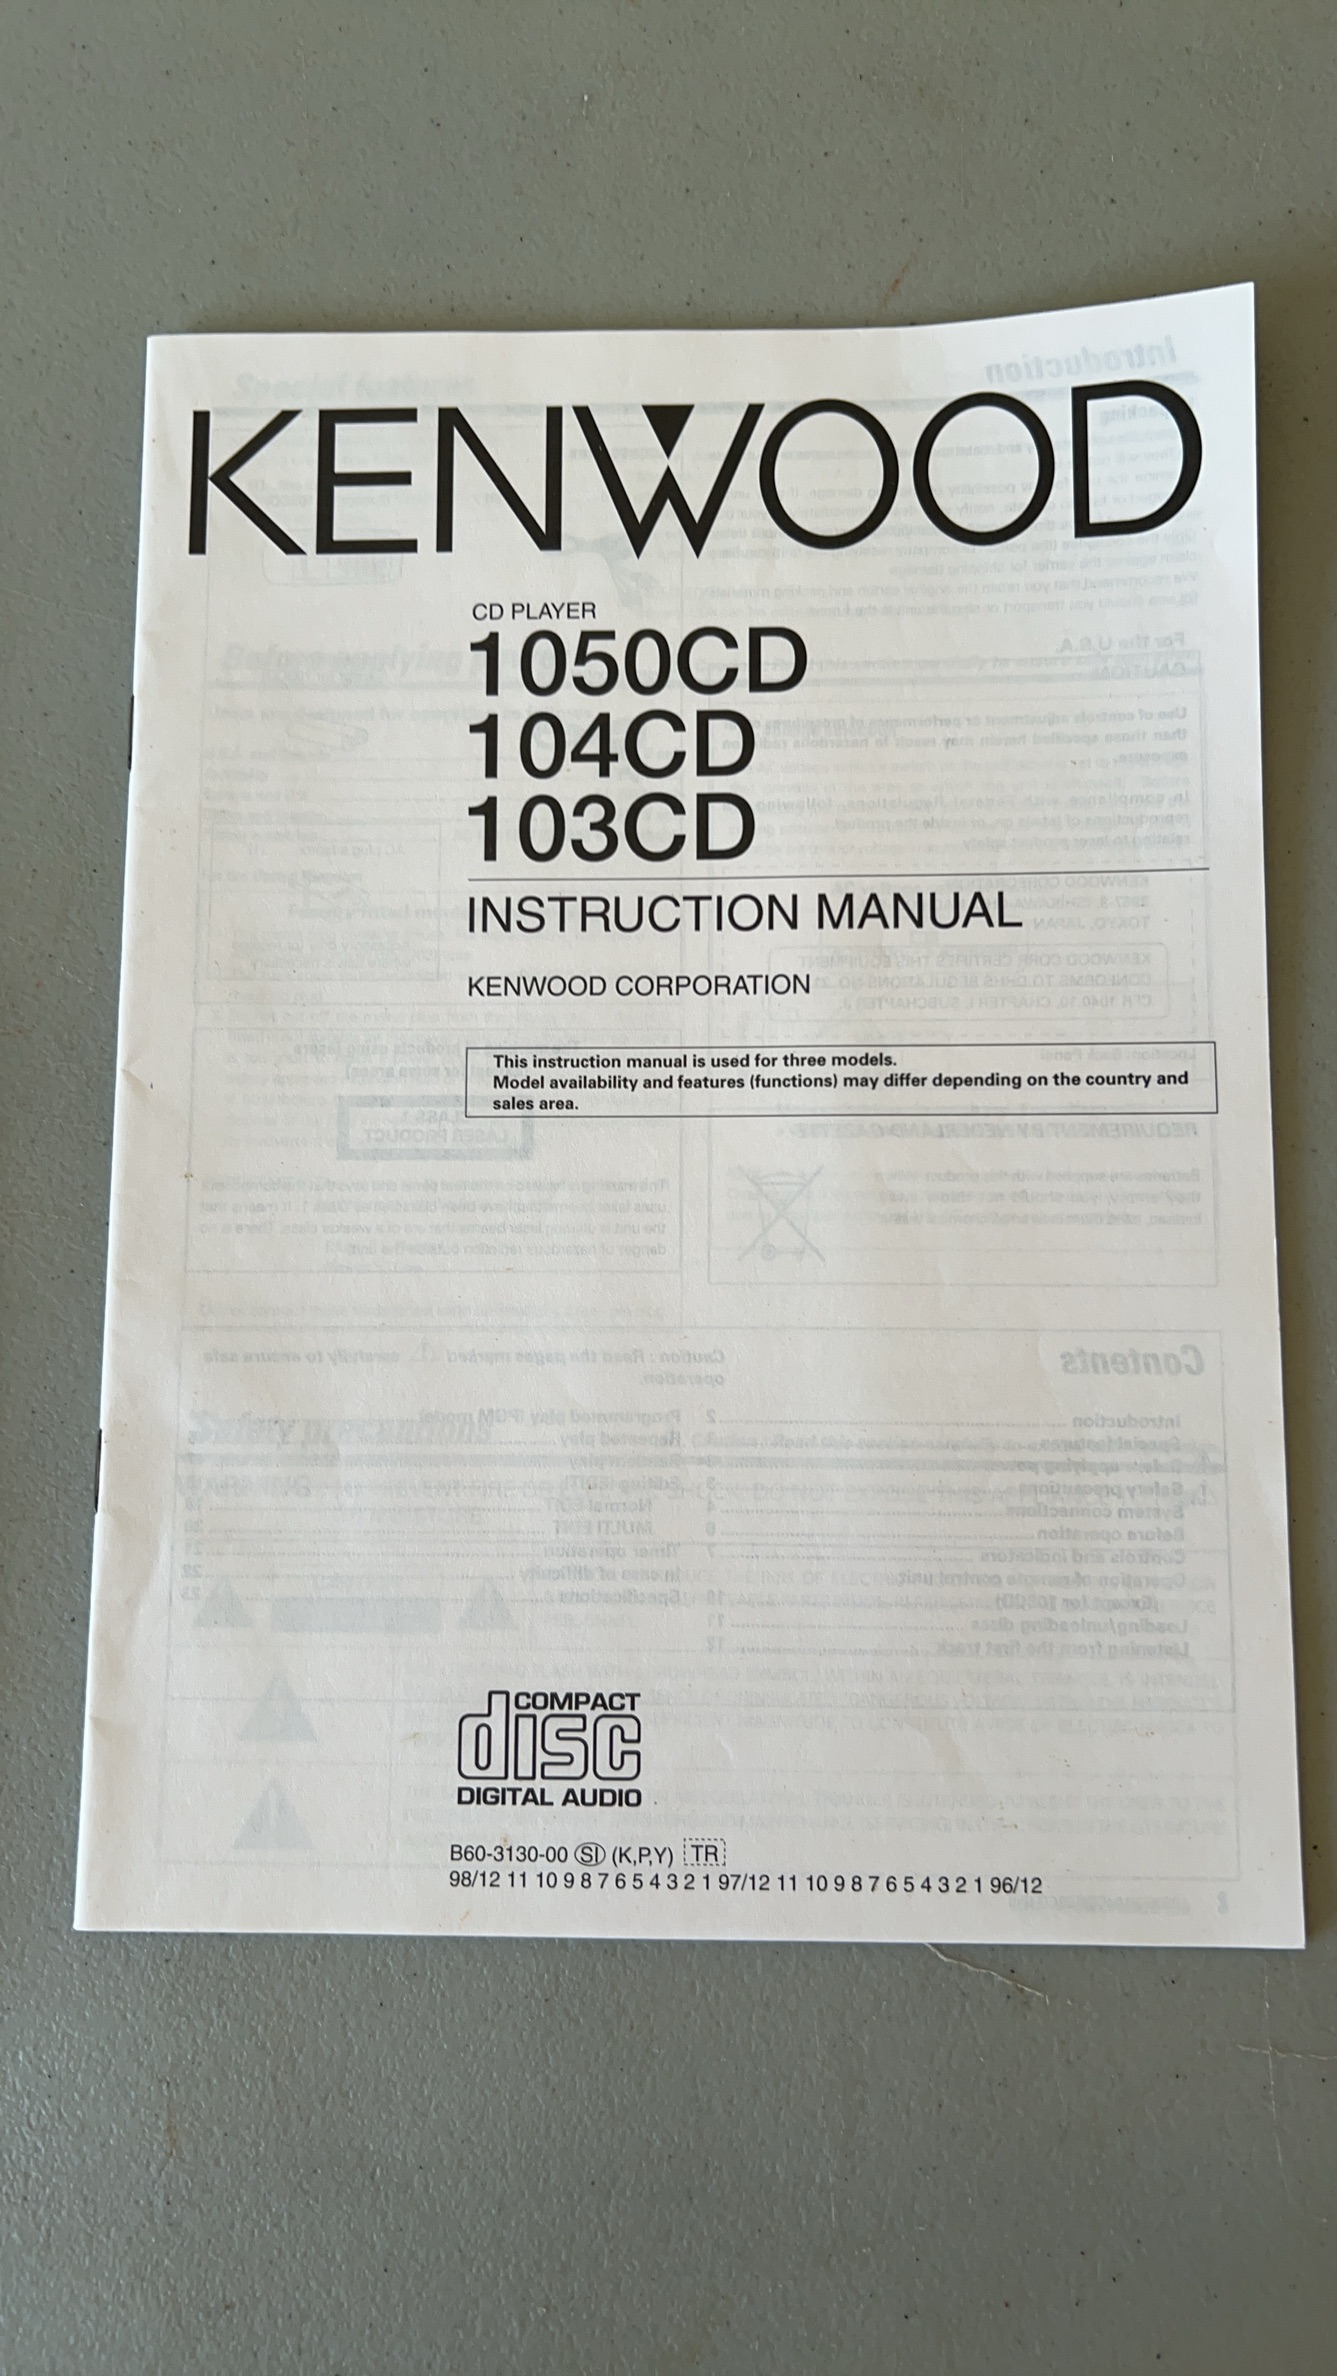 KENWOOD
CD PLAYER
1050CD
104CD
103CD
INSTRUCTION MANUAL
KENWOOD CORPORATION
This instruction manual is used for three models.
Model availability and features (functions) may differ depending on the country and
sales area.
COMPACT
disc
DIGITAL AUDIO
B60-3130-00 SI (K,P,Y) TR
98/12 11 10 9 8 7 6 5 4 3 2 1 97/12 11 10 9 8 7 6 5 4 3 2 1 96/12